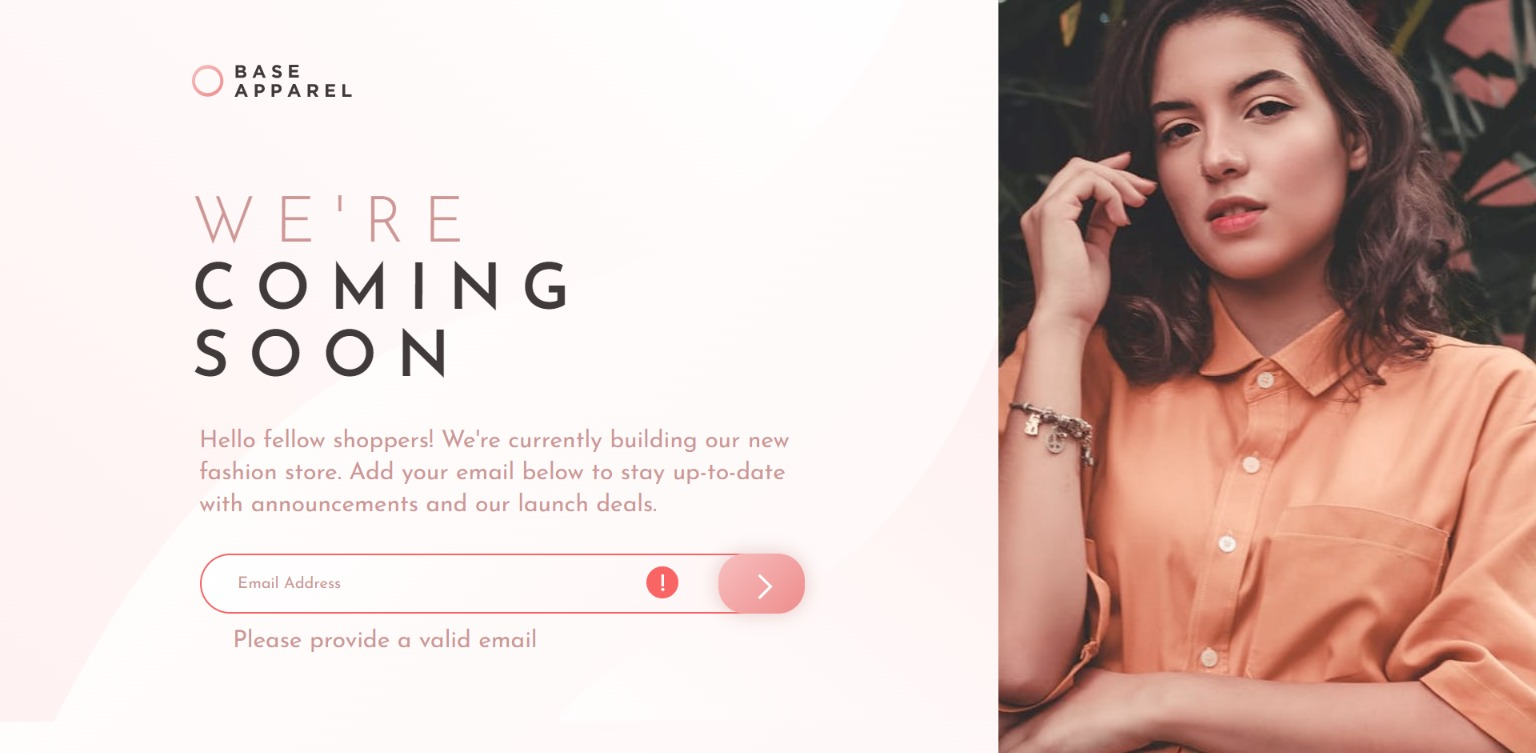 BASE
APPAREL
WE'RE
COMING
SOON
Hello fellow shoppers! We're currently building our new
fashion store. Add your email below to stay up-to-date
with announcements and our launch deals.
Email Address
!
Please provide a valid email